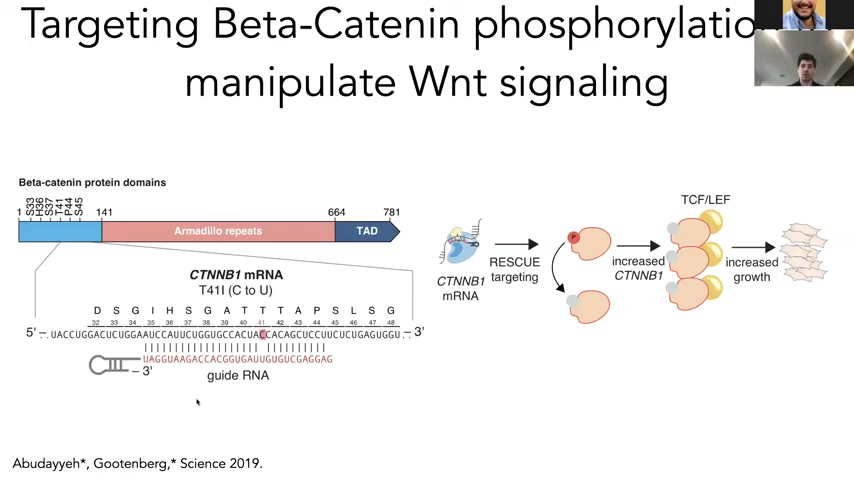 Targeting Beta-Catenin phosphorylation
manipulate Wnt signaling
Beta-catenin protein domains
S33
H36
S37
T41
P44
S45
1
141
664
781
Armadillo repeats
TAD
CTNNB1 mRNA
T41I (C to U)
D S G I H S G A T T A P S L S G
32 33 34 35 36 37 38 39 40 41 42 43 44 45 46 47 48
5' – ..UACCUGGACUCUGGAAUCCAUUCUGGUGCCACUACCACAGCUCCUUCUCUGAGUGGU.. – 3'
UAGGUAAGACCACGGUGAUUGUGUCGAGGAG
– 3'
guide RNA
CTNNB1
mRNA
RESCUE
targeting
P
increased
CTNNB1
TCF/LEF
increased
growth
Abudayyeh*, Gootenberg,* Science 2019.